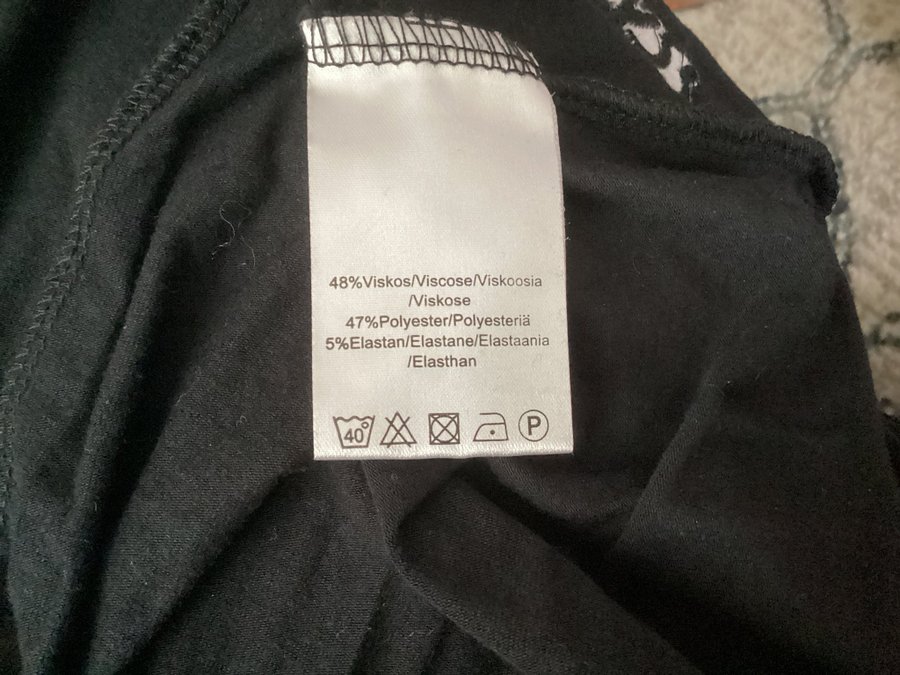 48%Viskos/Viscose/Viskoosia
/Viskose
47%Polyester/Polyesteriä
5%Elastan/Elastane/Elastaania
/Elasthan
40° P